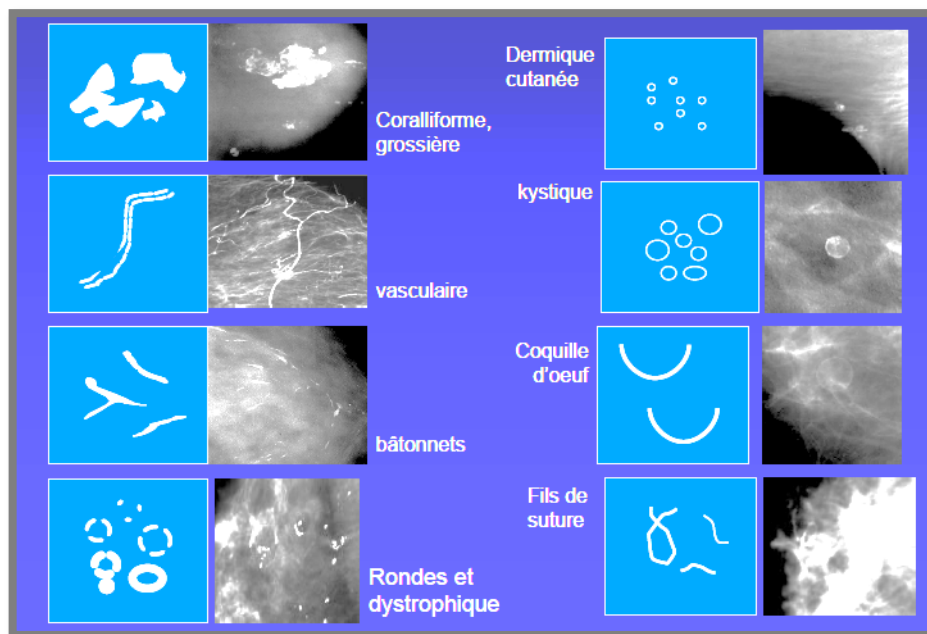 Coralliforme,
grossière
vasculaire
bâtonnets
Rondes et
dystrophique
Dermique
cutanée
kystique
Coquille
d'oeuf
Fils de
suture